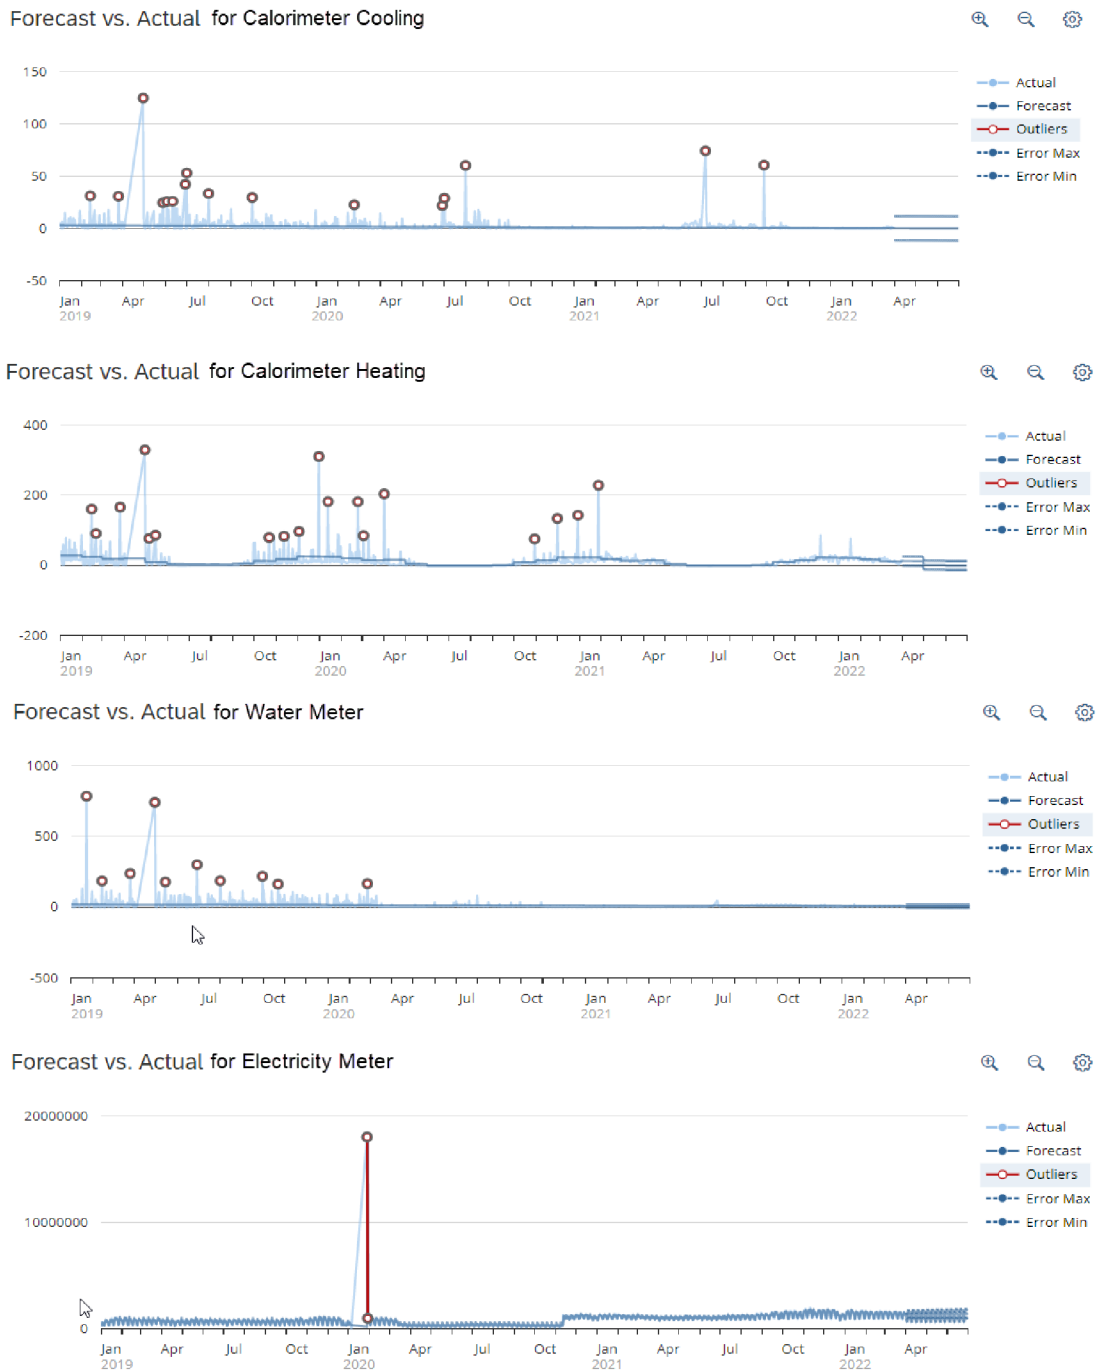 Forecast vs. Actual for Calorimeter Cooling
150
Actual
Forecast
100
Outliers
Error Max
50
Error Min
0
-50
Jan Apr Jul Oct Jan Apr Jul Oct Jan Apr Jul Oct Jan Apr
2019 2020 2021 2022
Forecast vs. Actual for Calorimeter Heating
400
Actual
Forecast
200
Outliers
Error Max
Error Min
0
-200
Jan Apr Jul Oct Jan Apr Jul Oct Jan Apr Jul Oct Jan Apr
2019 2020 2021 2022
Forecast vs. Actual for Water Meter
1000
Actual
Forecast
Outliers
500
Error Max
Error Min
0
-500
Jan Apr Jul Oct Jan Apr Jul Oct Jan Apr Jul Oct Jan Apr
2019 2020 2021 2022
Forecast vs. Actual for Electricity Meter
20000000
Actual
Forecast
Outliers
Error Max
10000000
Error Min
0
Jan Apr Jul Oct Jan Apr Jul Oct Jan Apr Jul Oct Jan Apr
2019 2020 2021 2022